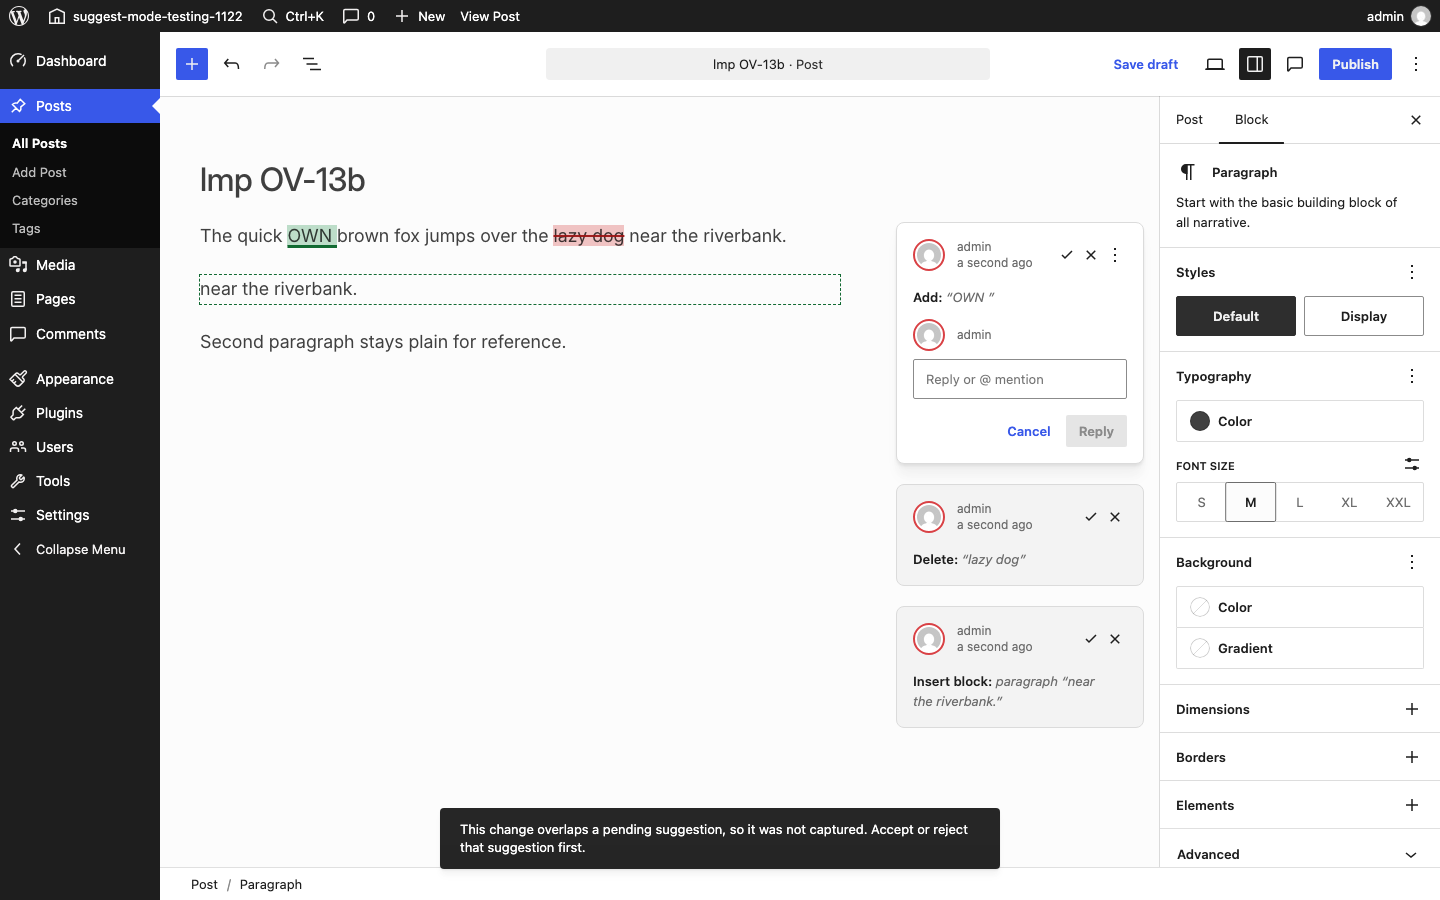 suggest-mode-testing-1122
Ctrl+K
0
New
View Post
admin
Dashboard
Posts
All Posts
Add Post
Categories
Tags
Media
Pages
Comments
Appearance
Plugins
Users
Tools
Settings
Collapse Menu
Imp OV-13b · Post
Save draft
Publish
Imp OV-13b
The quick OWN brown fox jumps over the lazy dog near the riverbank.
near the riverbank.
Second paragraph stays plain for reference.
admin
a second ago
Add: “OWN ”
admin
Reply or @ mention
Cancel
Reply
admin
a second ago
Delete: “lazy dog”
admin
a second ago
Insert block: paragraph “near
the riverbank.”
Post
Block
Paragraph
Start with the basic building block of
all narrative.
Styles
Default
Display
Typography
Color
FONT SIZE
S
M
L
XL
XXL
Background
Color
Gradient
Dimensions
Borders
Elements
Advanced
This change overlaps a pending suggestion, so it was not captured. Accept or reject
that suggestion first.
Post / Paragraph